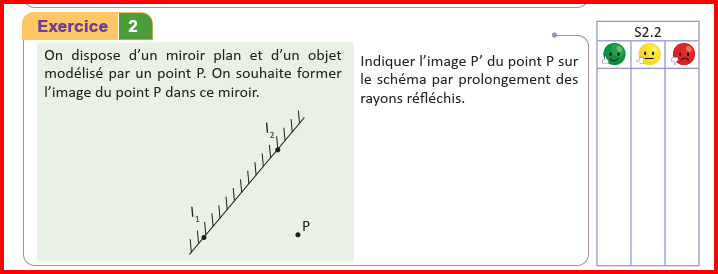 Exercice 2
On dispose d’un miroir plan et d’un objet
modélisé par un point P. On souhaite former
l’image du point P dans ce miroir.
Indiquer l’image P’ du point P sur
le schéma par prolongement des
rayons réfléchis.
S2.2
I2
I1
P